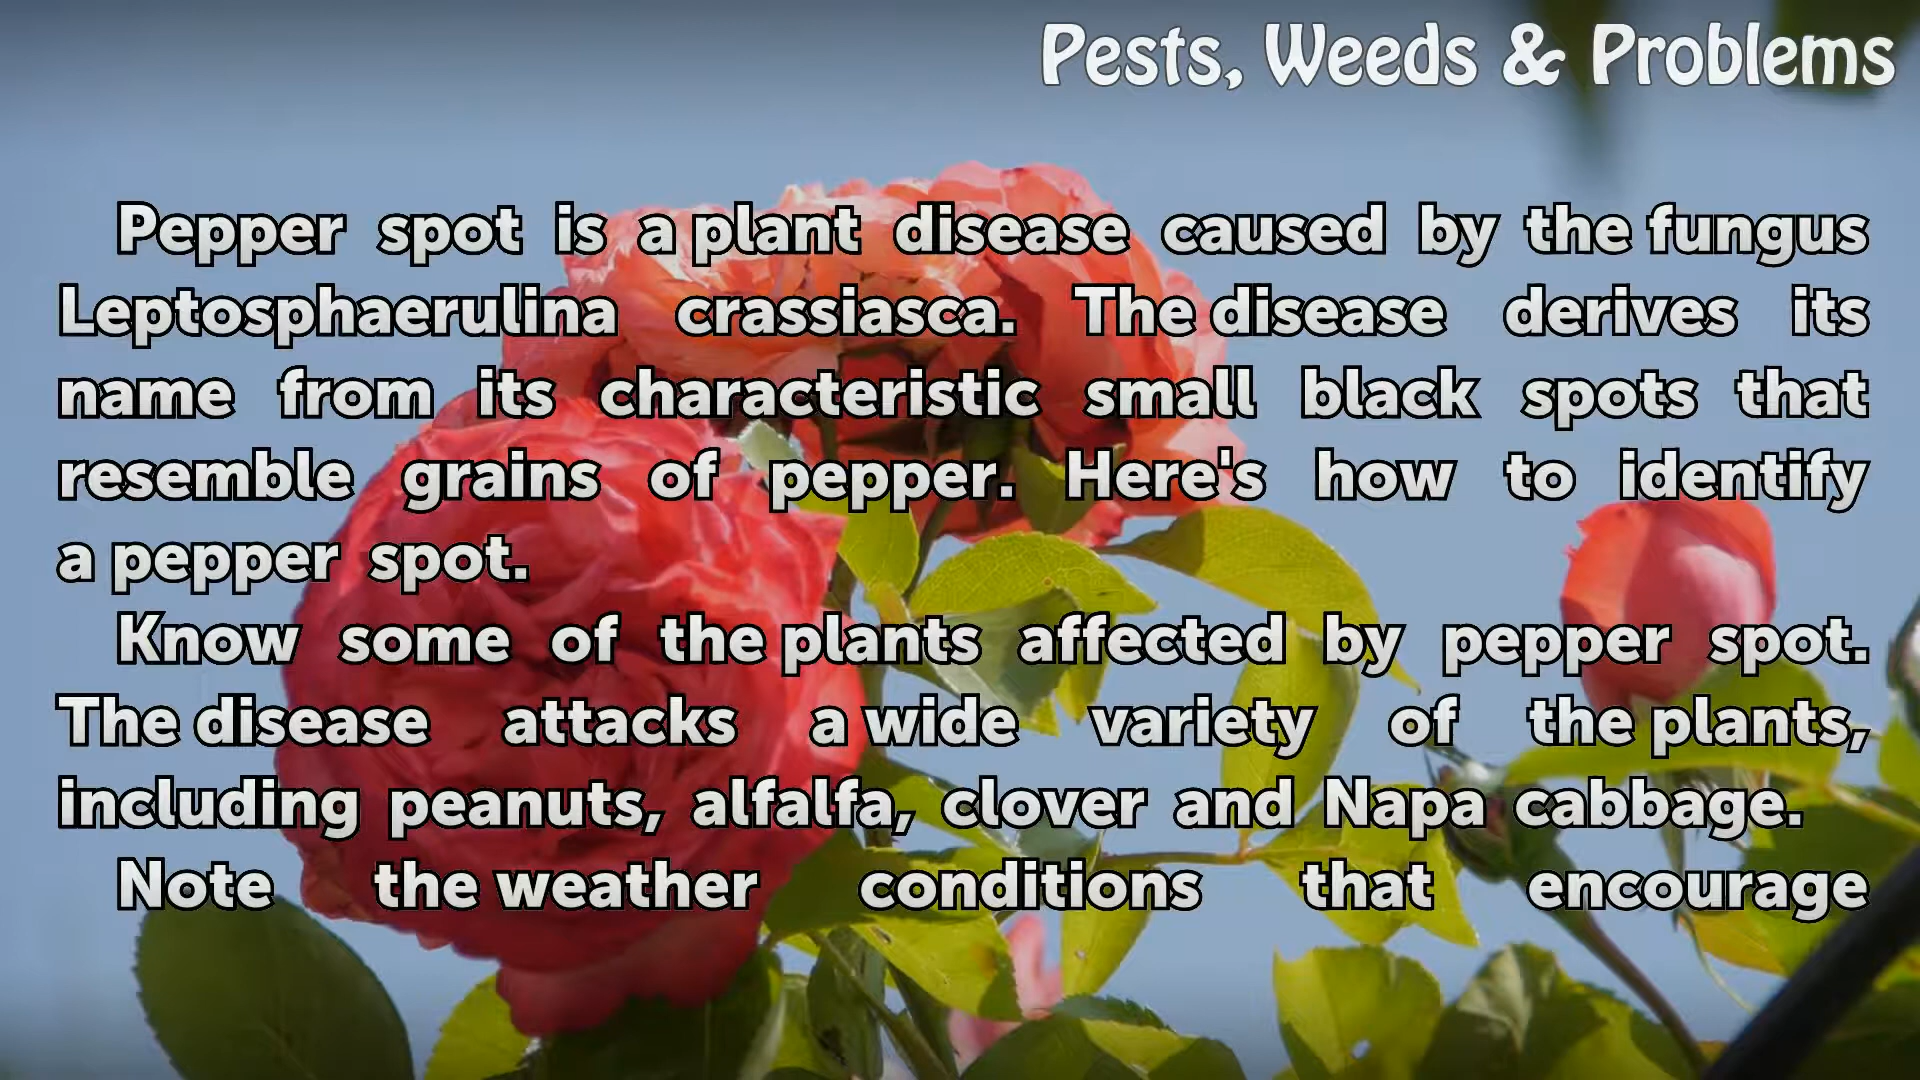 Pests, Weeds & Problems
Pepper spot is a plant disease caused by the fungus
Leptosphaerulina crassiasca. The disease derives its
name from its characteristic small black spots that
resemble grains of pepper. Here's how to identify
a pepper spot.
Know some of the plants affected by pepper spot.
The disease attacks a wide variety of the plants,
including peanuts, alfalfa, clover and Napa cabbage.
Note the weather conditions that encourage